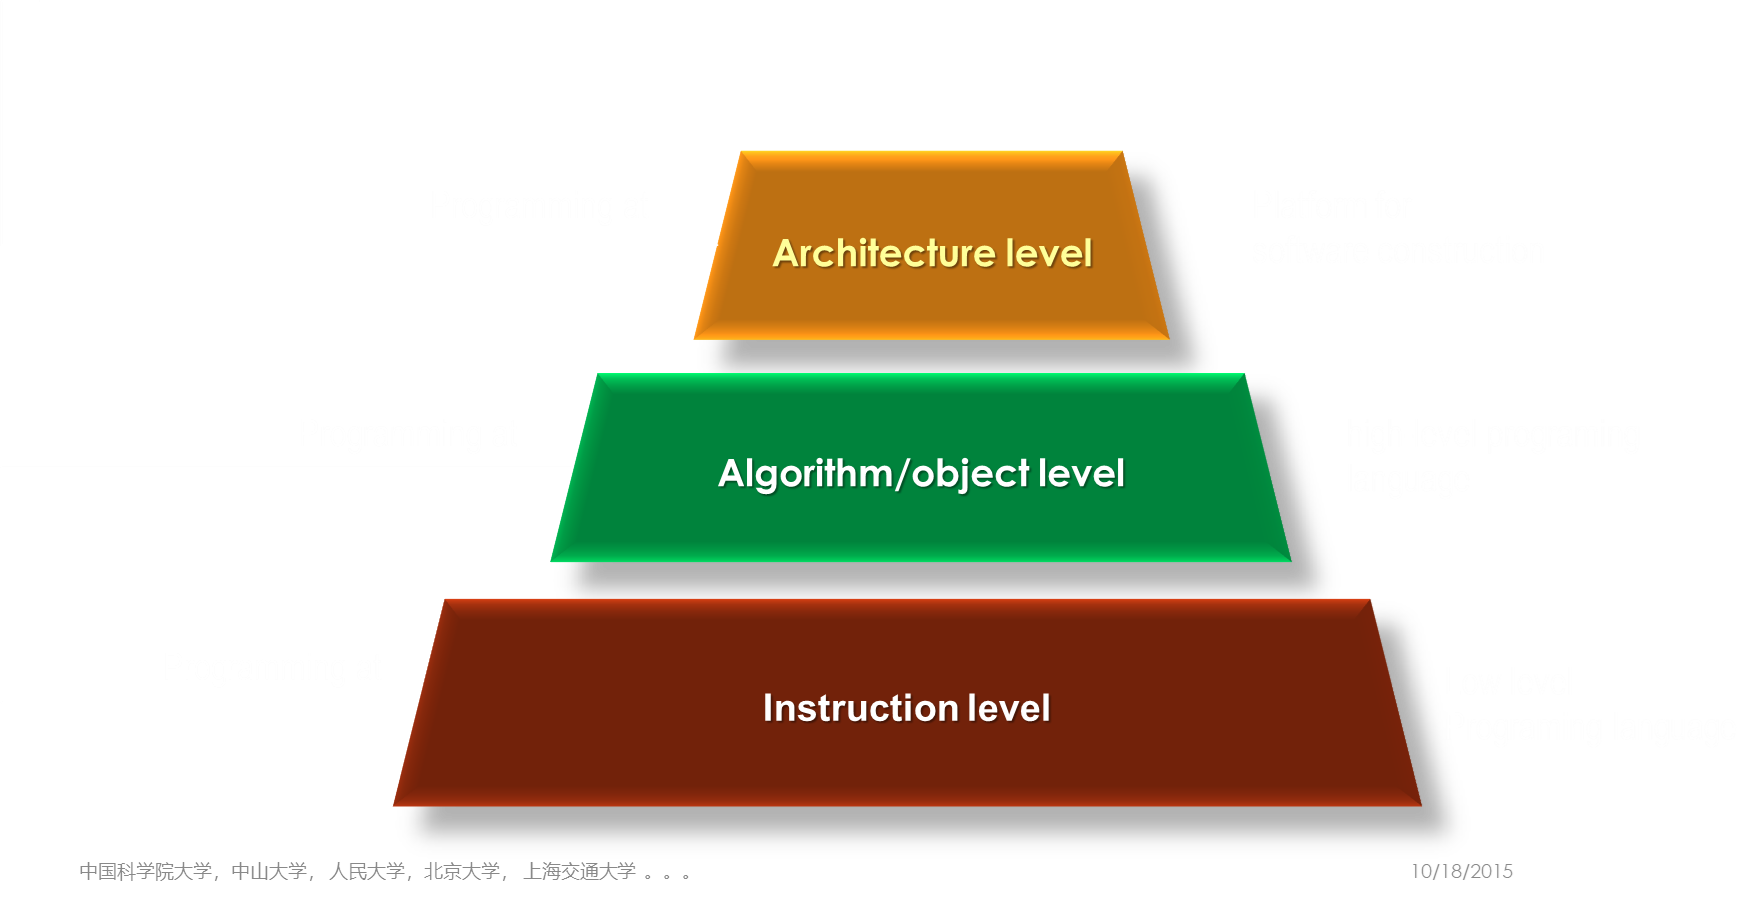 Architecture level
Algorithm/object level
Instruction level
中国科学院大学，中山大学， 人民大学，北京大学， 上海交通大学 。。。
10/18/2015